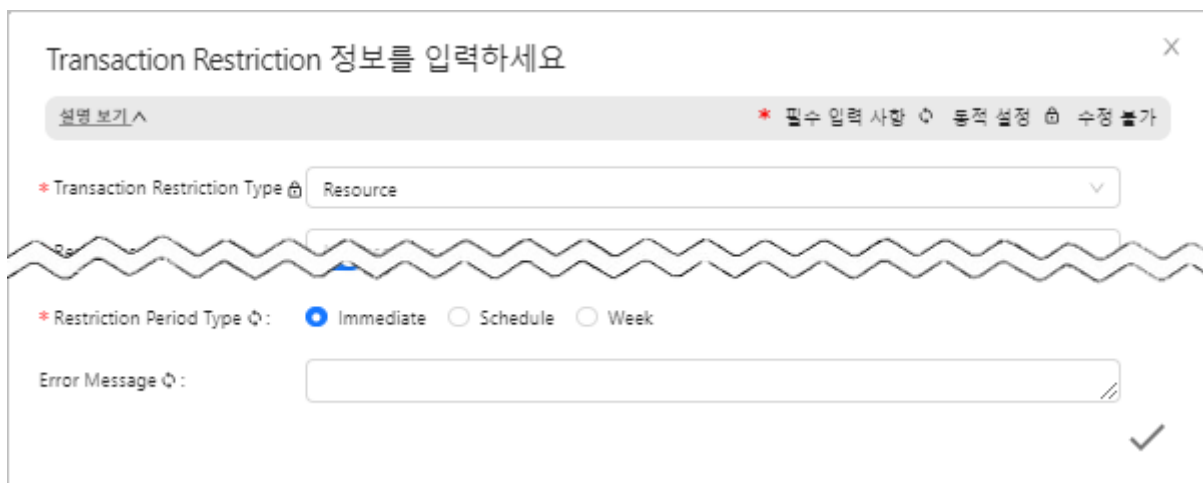 Transaction Restriction 정보를 입력하세요
설명 보기
* 필수 입력 사항 동적 설정 수정 불가
* Transaction Restriction Type Resource
* Restriction Period Type : Immediate Schedule Week
Error Message :